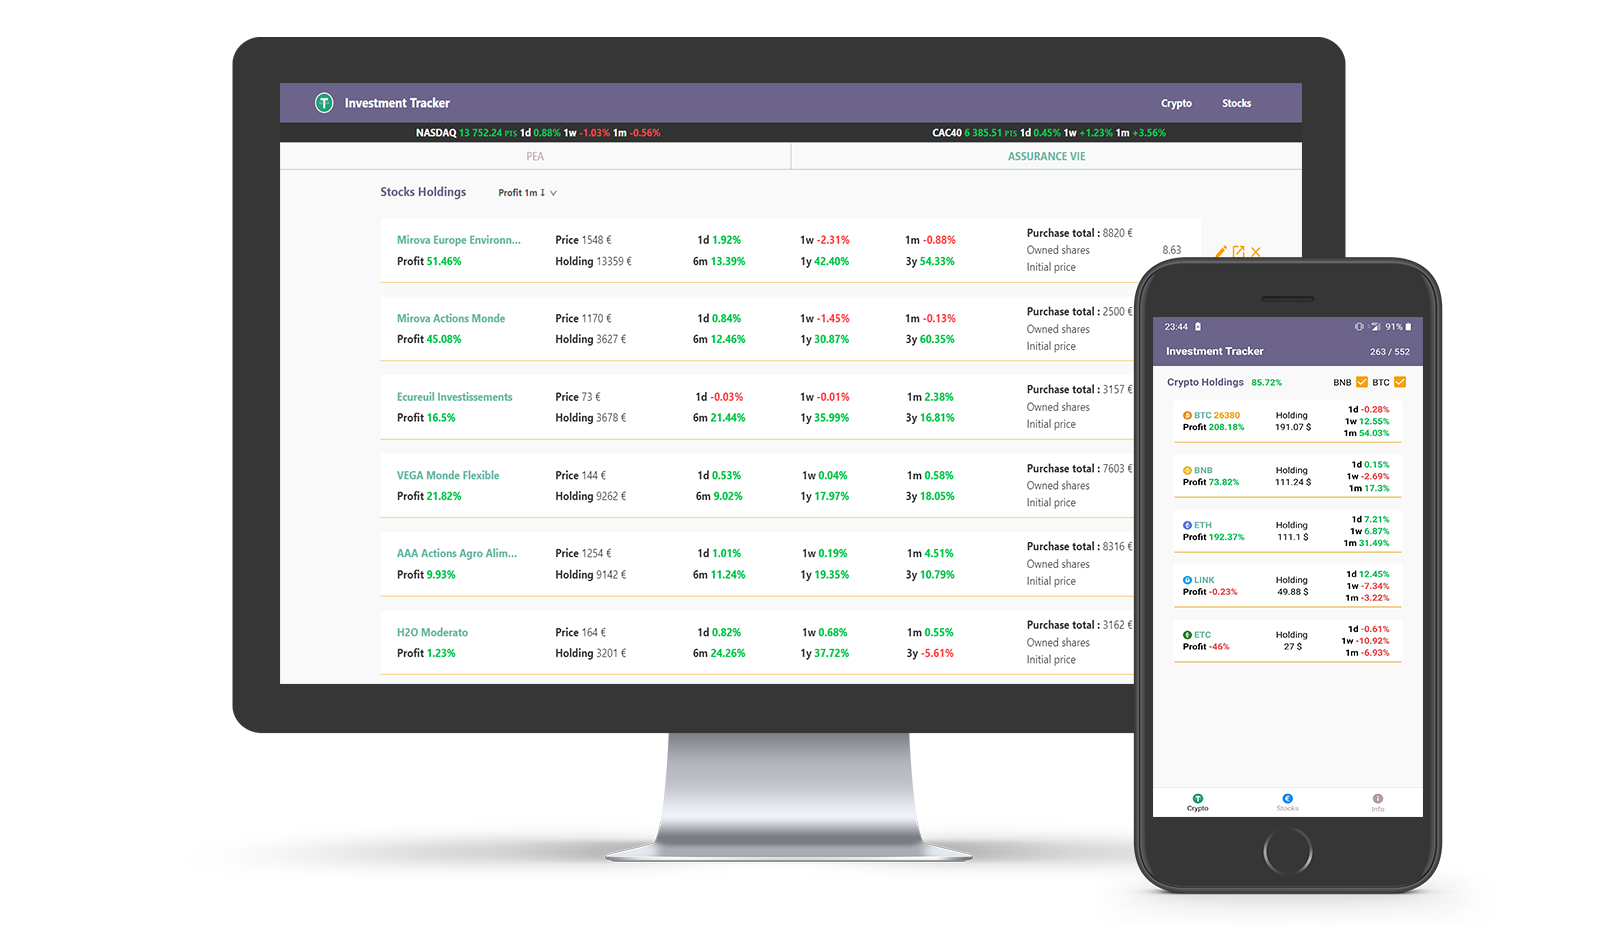 Investment Tracker Crypto Stocks
NASDAQ 13 752.24 PTS 1d 0.88% 1w -1.03% 1m -0.56% CAC40 6 385.51 PTS 1d 0.45% 1w +1.23% 1m +3.56%
PEA ASSURANCE VIE
Stocks Holdings Profit 1m
Mirova Europe Environn... Price 1548 € 1d 1.92% 1w -2.31% 1m -0.88% Purchase total : 8820 €
Owned shares 8.63
Profit 51.46% Holding 13359 € 6m 13.39% 1y 42.40% 3y 54.33% Initial price
Mirova Actions Monde Price 1170 € 1d 0.84% 1w -1.45% 1m -0.13% Purchase total : 2500 €
Owned shares
Profit 45.08% Holding 3627 € 6m 12.46% 1y 30.87% 3y 60.35% Initial price
Ecureuil Investissements Price 73 € 1d -0.03% 1w -0.01% 1m 2.38% Purchase total : 3157 €
Owned shares
Profit 16.5% Holding 3678 € 6m 21.44% 1y 35.99% 3y 16.81% Initial price
VEGA Monde Flexible Price 144 € 1d 0.53% 1w 0.04% 1m 0.58% Purchase total : 7603 €
Owned shares
Profit 21.82% Holding 9262 € 6m 9.02% 1y 17.97% 3y 18.05% Initial price
AAA Actions Agro Alim... Price 1254 € 1d 1.01% 1w 0.19% 1m 4.51% Purchase total : 8316 €
Owned shares
Profit 9.93% Holding 9142 € 6m 11.24% 1y 19.35% 3y 10.79% Initial price
H2O Moderato Price 164 € 1d 0.82% 1w 0.68% 1m 0.55% Purchase total : 3162 €
Owned shares
Profit 1.23% Holding 3201 € 6m 24.26% 1y 37.72% 3y -5.61% Initial price
23:44 91%
Investment Tracker 263 / 552
Crypto Holdings 85.72% BNB BTC
1d -0.28%
BTC 26380 Holding 1w 12.55%
Profit 208.18% 191.07 $ 1m 54.03%
1d 0.15%
BNB Holding 1w -2.69%
Profit 73.82% 111.24 $ 1m 17.3%
1d 7.21%
ETH Holding 1w 6.87%
Profit 192.37% 111.1 $ 1m 31.49%
1d 12.45%
LINK Holding 1w -7.34%
Profit -0.23% 49.88 $ 1m -3.22%
1d -0.61%
ETC Holding 1w -10.92%
Profit -46% 27 $ 1m -6.93%
Crypto Stocks Info